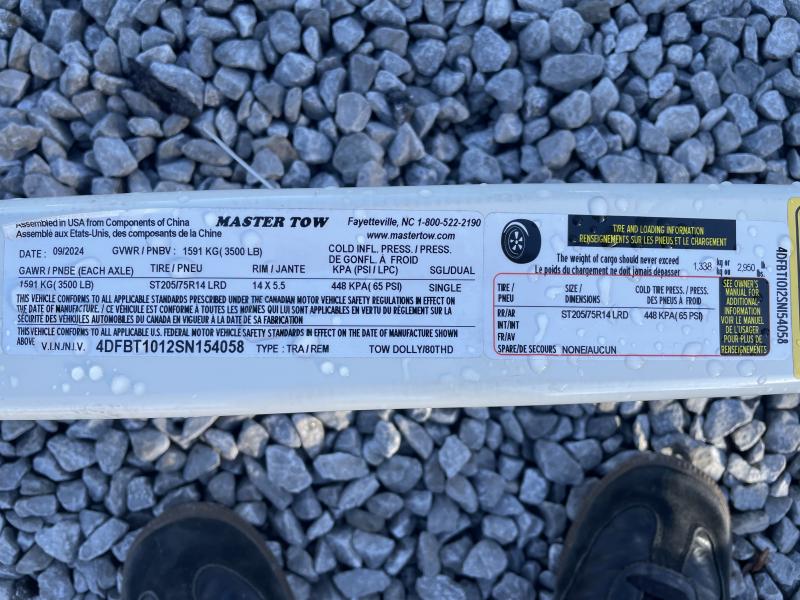 Assembled in USA from Components of China
Assemblé aux Etats-Unis, des composants de la Chine
MASTER TOW
Fayetteville, NC 1-800-522-2190
www.mastertow.com
DATE: 09/2024
GVWR / PNBV: 1591 KG( 3500 LB)
COLD INFL. PRESS. / PRESS.
DE GONFL. À FROID
GAWR / PNBE (EACH AXLE) TIRE / PNEU RIM / JANTE KPA (PSI / LPC) SGL/DUAL
1591 KG( 3500 LB) ST205/75R14 LRD 14 X 5.5 448 KPA( 65 PSI) SINGLE
THIS VEHICLE CONFORMS TO ALL APPLICABLE STANDARDS PRESCRIBED UNDER THE CANADIAN MOTOR VEHICLE SAFETY REGULATIONS IN EFFECT ON
THE DATE OF MANUFACTURE. / CE VÉHICULE EST CONFORME A TOUTES LES NORMES QUI LUI SONT APPLICABLES EN VERTU DU RÈGLEMENT SUR LA
SÉCURITÉ DES VÉHICULES AUTOMOBILES DU CANADA EN VIGUEUR À LA DATE DE SA FABRICATION
THIS VEHICLE CONFORMS TO ALL APPLICABLE U.S. FEDERAL MOTOR VEHICLE SAFETY STANDARDS IN EFFECT ON THE DATE OF MANUFACTURE SHOWN
ABOVE
V.I.N./N.I.V. 4DFBT1012SN154058 TYPE : TRA / REM TOW DOLLY/80THD
TIRE AND LOADING INFORMATION
RENSEIGNEMENTS SUR LES PNEUS ET LE CHARGEMENT
The weight of cargo should never exceed
Le poids du chargement ne doit jamais dépasser
1,338 kg or kg ou 2,950 lb. lbs.
TIRE / PNEU
SIZE / DIMENSIONS
COLD TIRE PRESS. / PRESS. DES PNEUS À FROID
RR/AR ST205/75R14 LRD 448 KPA( 65 PSI)
INT/INT
FR/AV
SPARE/DE SECOURS NONE/AUCUN
SEE OWNER'S
MANUAL FOR
ADDITIONAL
INFORMATION
VOIR LE MANUEL
DE L'USAGER
POUR PLUS DE
RENSEIGNEMENTS
4DFBT1012SN154058